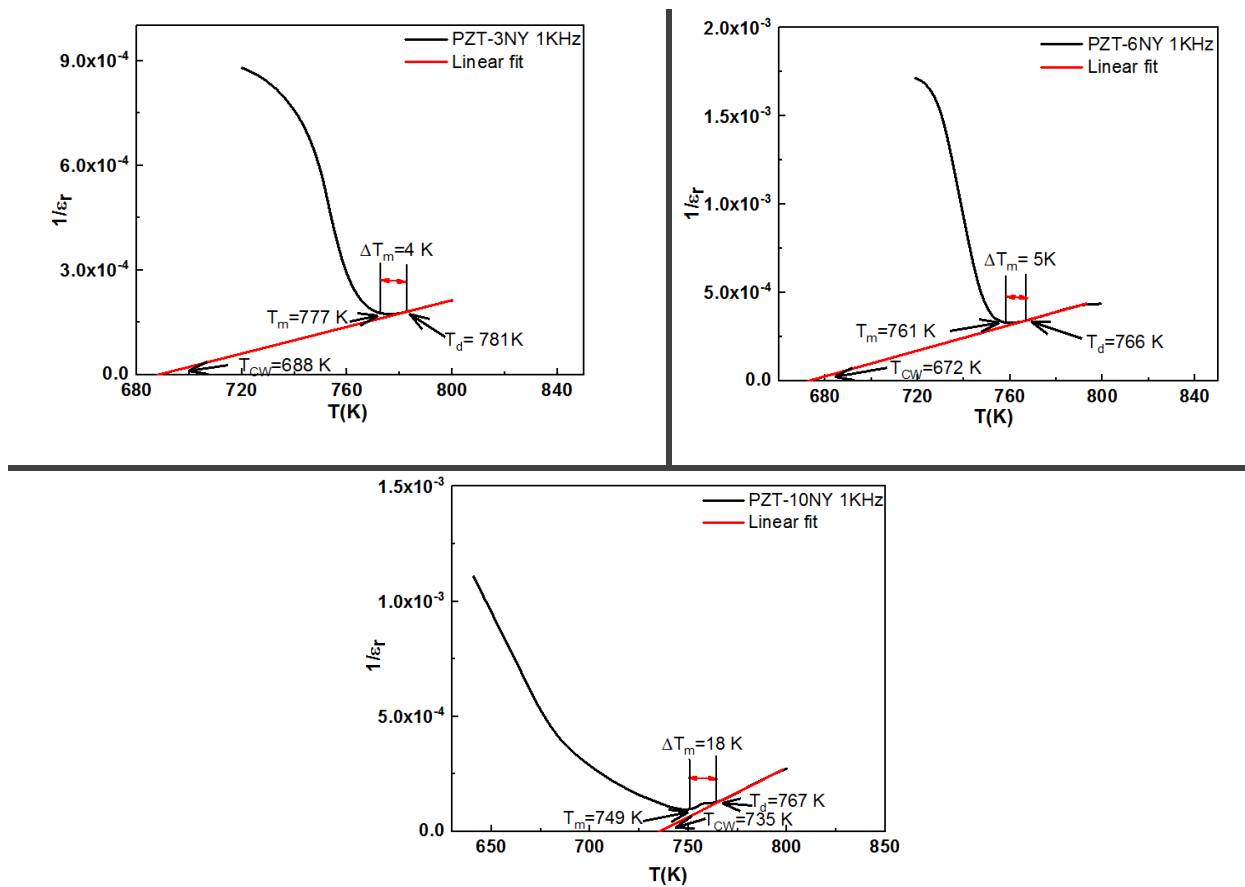 PZT-3NY 1KHz
Linear fit
9.0x10⁻⁴
6.0x10⁻⁴
3.0x10⁻⁴
0.0
1/εr
ΔTm=4 K
Tm=777 K
Td= 781K
TCW=688 K
680 720 760 800
T(K)
PZT-6NY 1KHz
Linear fit
2.0x10⁻³
1.5x10⁻³
1.0x10⁻³
5.0x10⁻⁴
0.0
1/εr
ΔTm= 5K
Tm=761 K
Td=766 K
TCW=672 K
680 720 760 800 840
T(K)
PZT-10NY 1KHz
Linear fit
1.5x10⁻³
1.0x10⁻³
5.0x10⁻⁴
0.0
1/εr
ΔTm=18 K
Td=767 K
Tm=749 K
TCW=735 K
650 700 750 800 850
T(K)